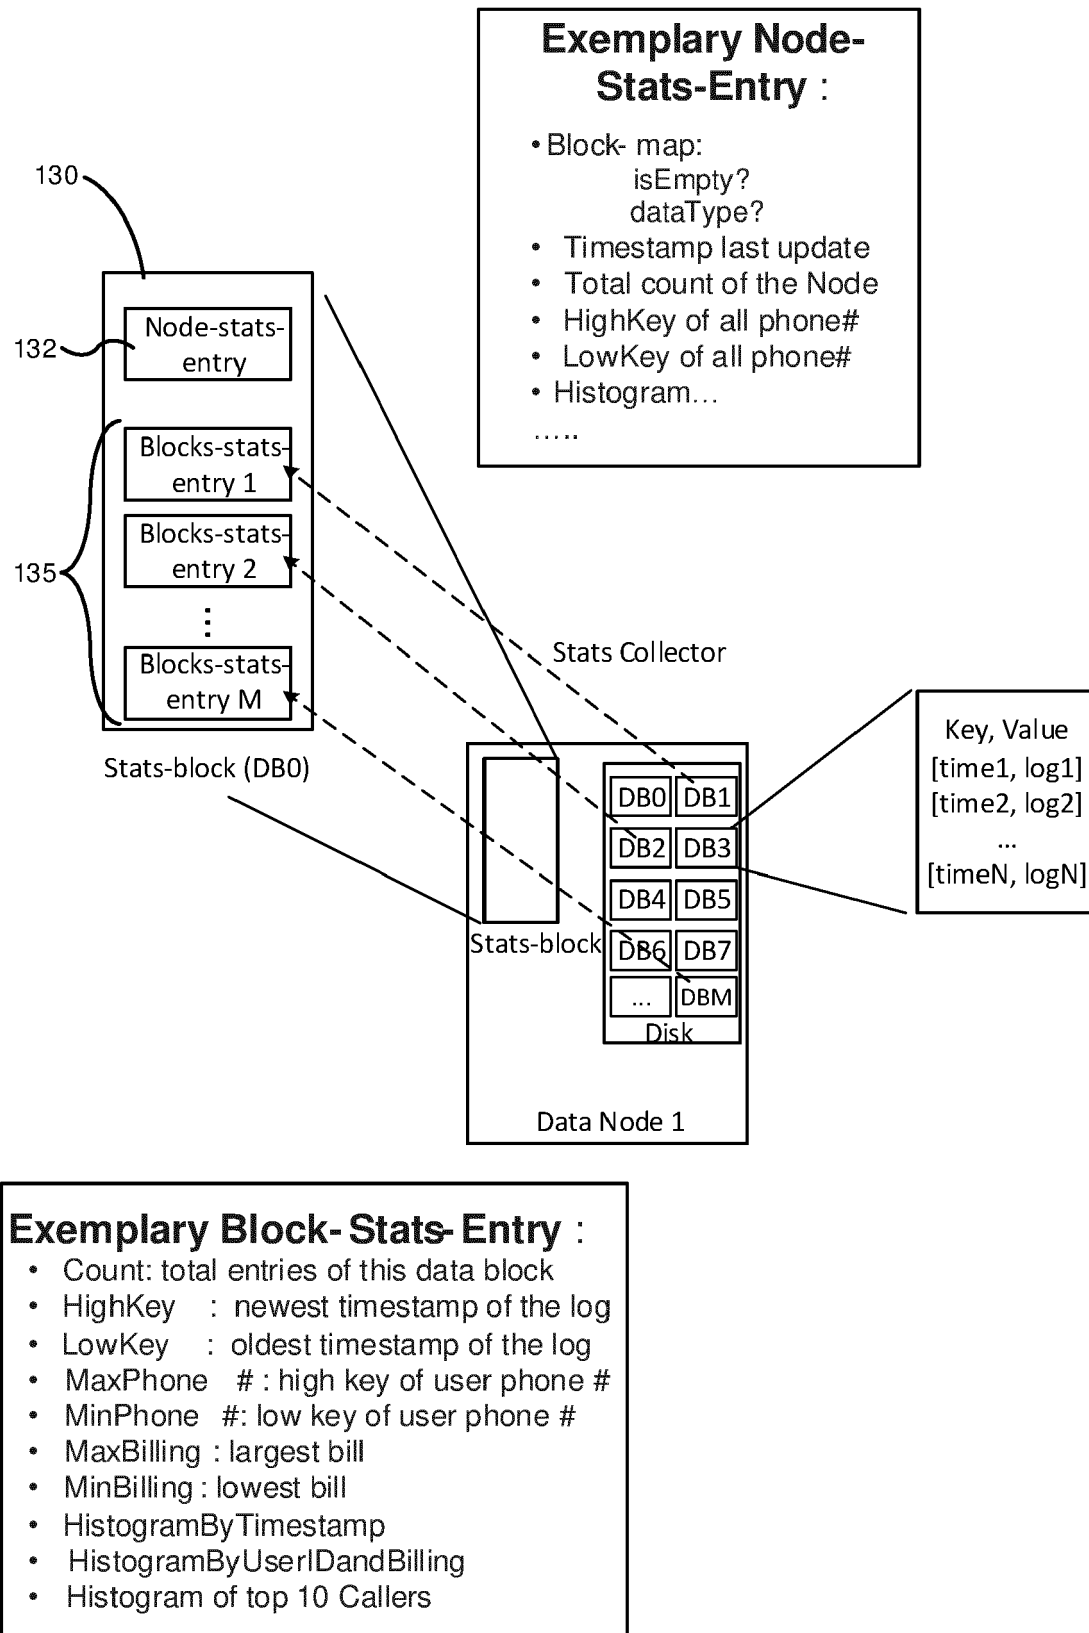 Exemplary Node-
Stats-Entry :
• Block- map:
isEmpty?
dataType?
• Timestamp last update
• Total count of the Node
• HighKey of all phone#
• LowKey of all phone#
• Histogram...
.....
130
132
135
Node-stats-
entry
Blocks-stats-
entry 1
Blocks-stats-
entry 2
⋮
Blocks-stats-
entry M
Stats-block (DB0)
Stats Collector
Key, Value
[time1, log1]
[time2, log2]
...
[timeN, logN]
DB0 DB1
DB2 DB3
DB4 DB5
DB6 DB7
... DBM
Disk
Stats-block
Data Node 1
Exemplary Block-Stats-Entry :
• Count: total entries of this data block
• HighKey : newest timestamp of the log
• LowKey : oldest timestamp of the log
• MaxPhone # : high key of user phone #
• MinPhone #: low key of user phone #
• MaxBilling : largest bill
• MinBilling : lowest bill
• HistogramByTimestamp
• HistogramByUserIDandBilling
• Histogram of top 10 Callers